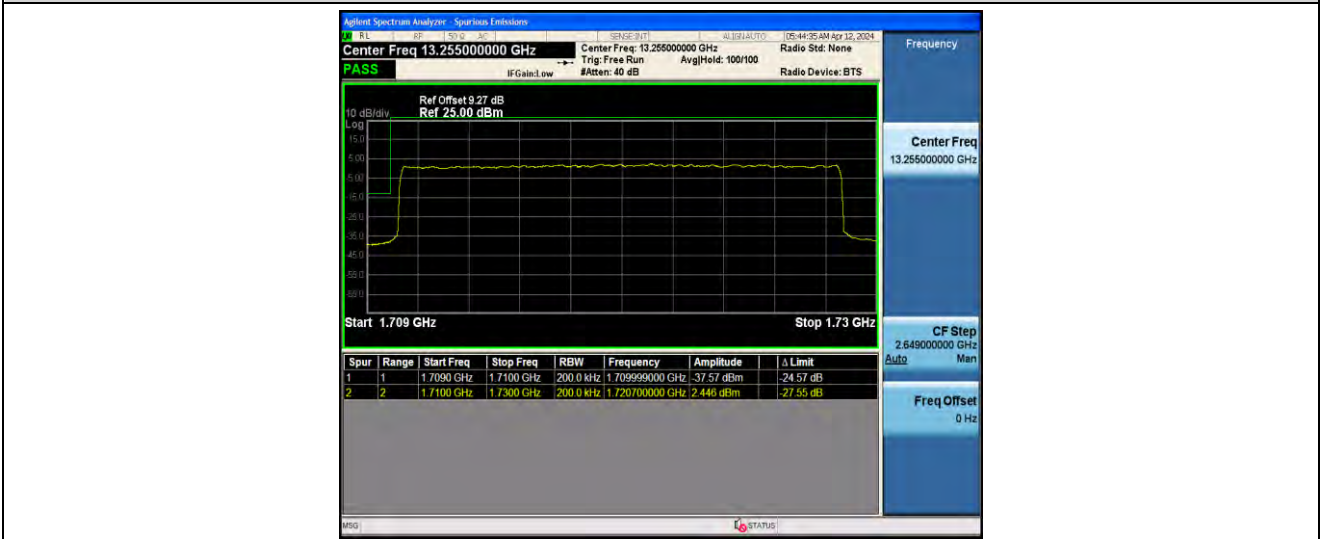 Agilent Spectrum Analyzer - Spurious Emissions
RL RF 50 Ω AC SENSE:INT ALIGN AUTO 05:44:35 AM Apr 12, 2024
Center Freq 13.255000000 GHz Center Freq: 13.255000000 GHz Radio Std: None Frequency
Trig: Free Run Avg|Hold: 100/100
PASS IFGain:Low #Atten: 40 dB Radio Device: BTS
Ref Offset 9.27 dB
10 dB/div Ref 25.00 dBm
Log
15.0
5.00
-5.00
-15.0
-25.0
-35.0
-45.0
-55.0
-65.0
Start 1.709 GHz Stop 1.73 GHz
Spur Range Start Freq Stop Freq RBW Frequency Amplitude Δ Limit
1 1 1.7090 GHz 1.7100 GHz 200.0 kHz 1.709999000 GHz -37.57 dBm -24.57 dB
2 2 1.7100 GHz 1.7300 GHz 200.0 kHz 1.720700000 GHz 2.446 dBm -27.55 dB
Center Freq
13.255000000 GHz
CF Step
2.649000000 GHz
Auto Man
Freq Offset
0 Hz
MSG STATUS